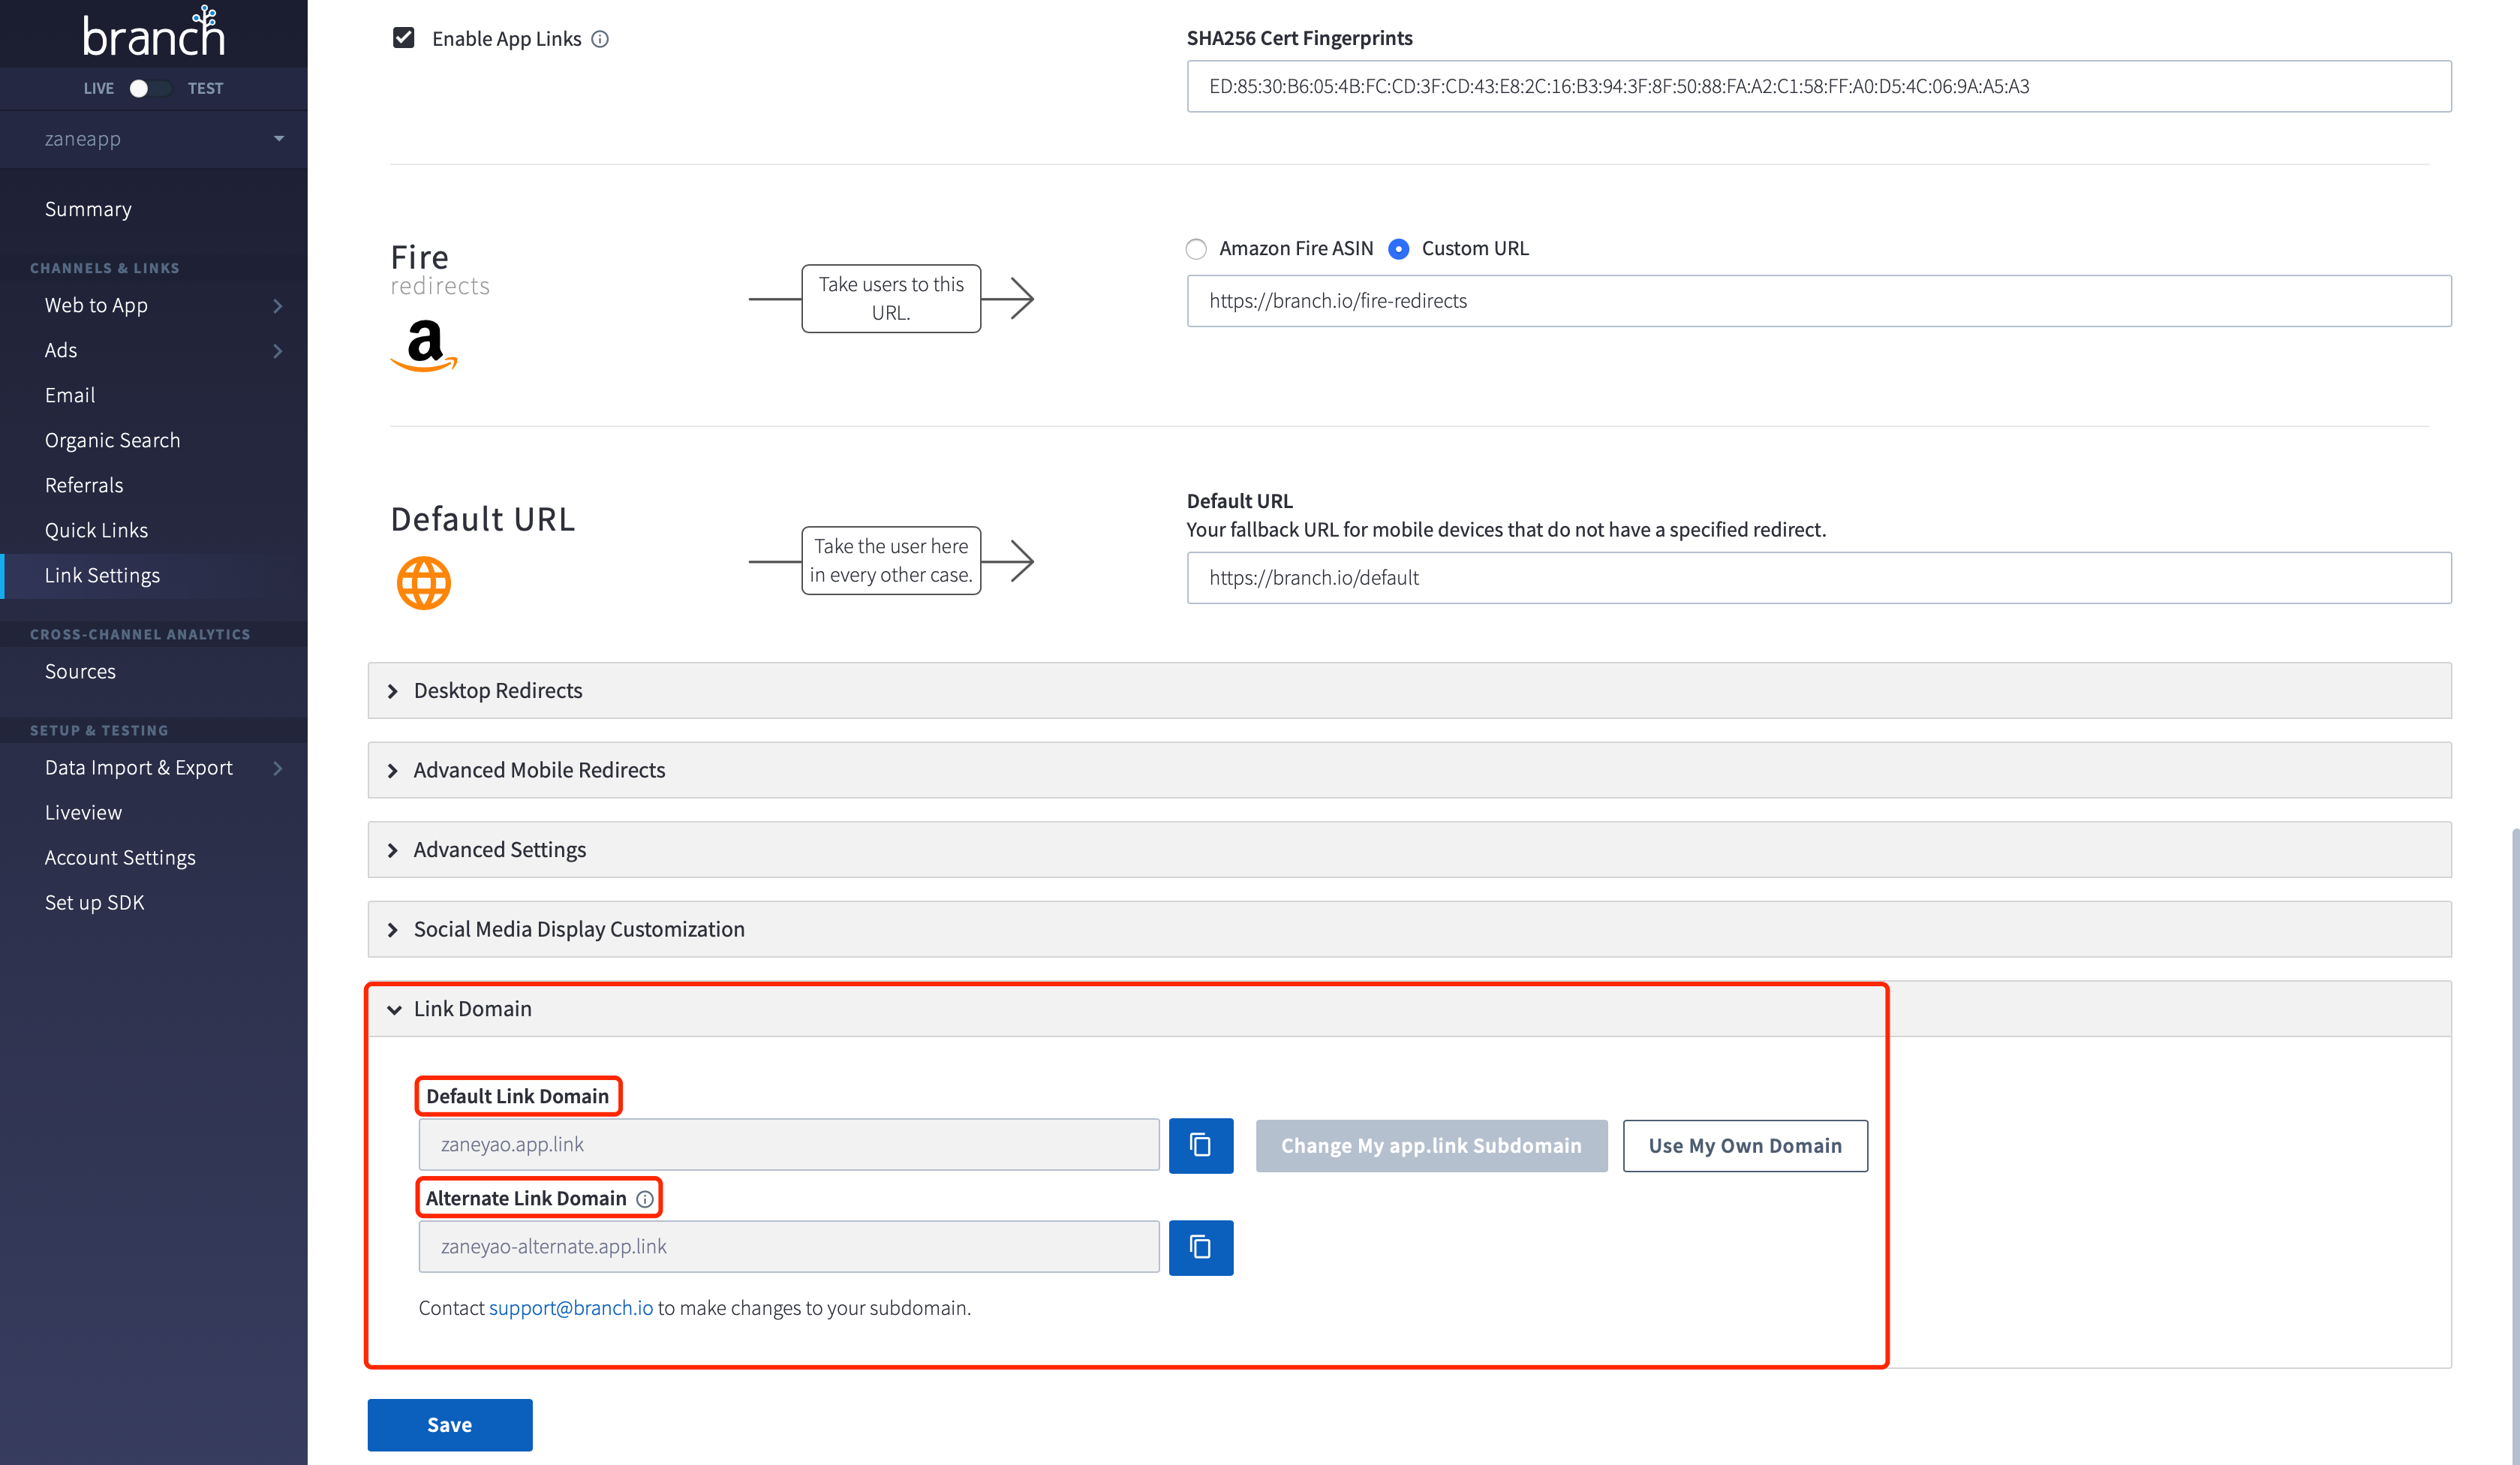 branch
LIVE TEST
zaneapp
Summary
CHANNELS & LINKS
Web to App
Ads
Email
Organic Search
Referrals
Quick Links
Link Settings
CROSS-CHANNEL ANALYTICS
Sources
SETUP & TESTING
Data Import & Export
Liveview
Account Settings
Set up SDK
Enable App Links
SHA256 Cert Fingerprints
ED:85:30:B6:05:4B:FC:CD:3F:CD:43:E8:2C:16:B3:94:3F:8F:50:88:FA:A2:C1:58:FF:A0:D5:4C:06:9A:A5:A3
Fire
redirects
a
Take users to this
URL.
Amazon Fire ASIN Custom URL
https://branch.io/fire-redirects
Default URL
Take the user here
in every other case.
Default URL
Your fallback URL for mobile devices that do not have a specified redirect.
https://branch.io/default
Desktop Redirects
Advanced Mobile Redirects
Advanced Settings
Social Media Display Customization
Link Domain
Default Link Domain
zaneyao.app.link
Change My app.link Subdomain
Use My Own Domain
Alternate Link Domain
zaneyao-alternate.app.link
Contact support@branch.io to make changes to your subdomain.
Save